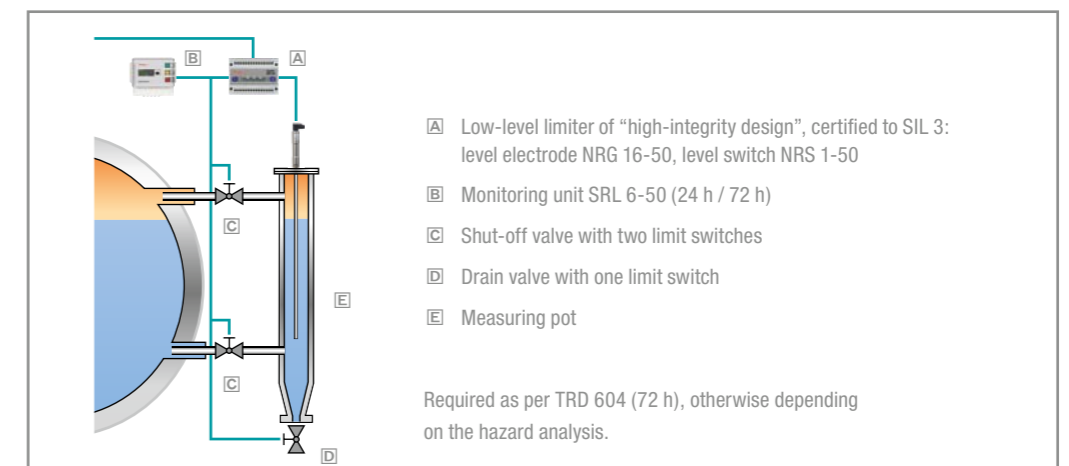 B
A
C
E
C
D
A Low-level limiter of “high-integrity design”, certified to SIL 3:
level electrode NRG 16-50, level switch NRS 1-50
B Monitoring unit SRL 6-50 (24 h / 72 h)
C Shut-off valve with two limit switches
D Drain valve with one limit switch
E Measuring pot
Required as per TRD 604 (72 h), otherwise depending
on the hazard analysis.